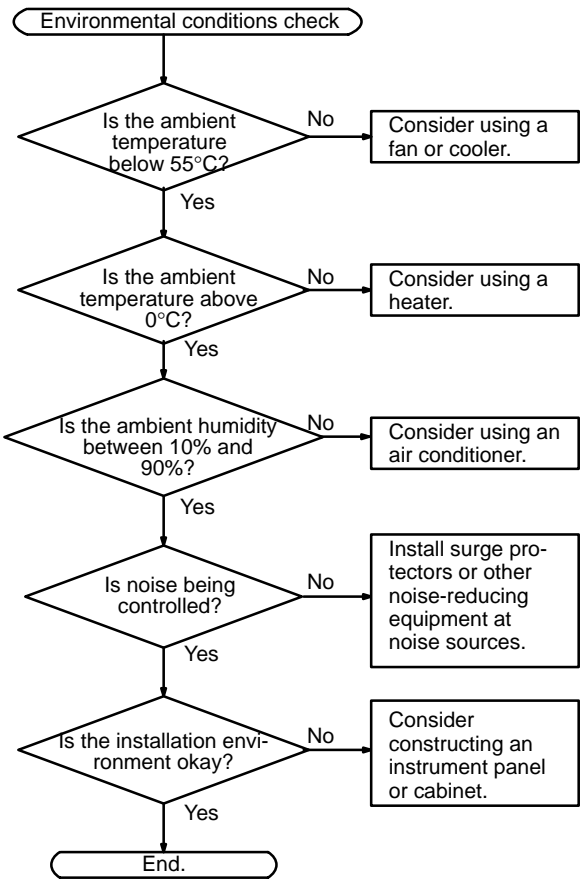 Environmental conditions check
Is the ambient
temperature
below 55°C?
No
Consider using a
fan or cooler.
Yes
Is the ambient
temperature above
0°C?
No
Consider using a
heater.
Yes
Is the ambient humidity
between 10% and
90%?
No
Consider using an
air conditioner.
Yes
Is noise being
controlled?
No
Install surge pro-
tectors or other
noise-reducing
equipment at
noise sources.
Yes
Is the installation envi-
ronment okay?
No
Consider
constructing an
instrument panel
or cabinet.
Yes
End.